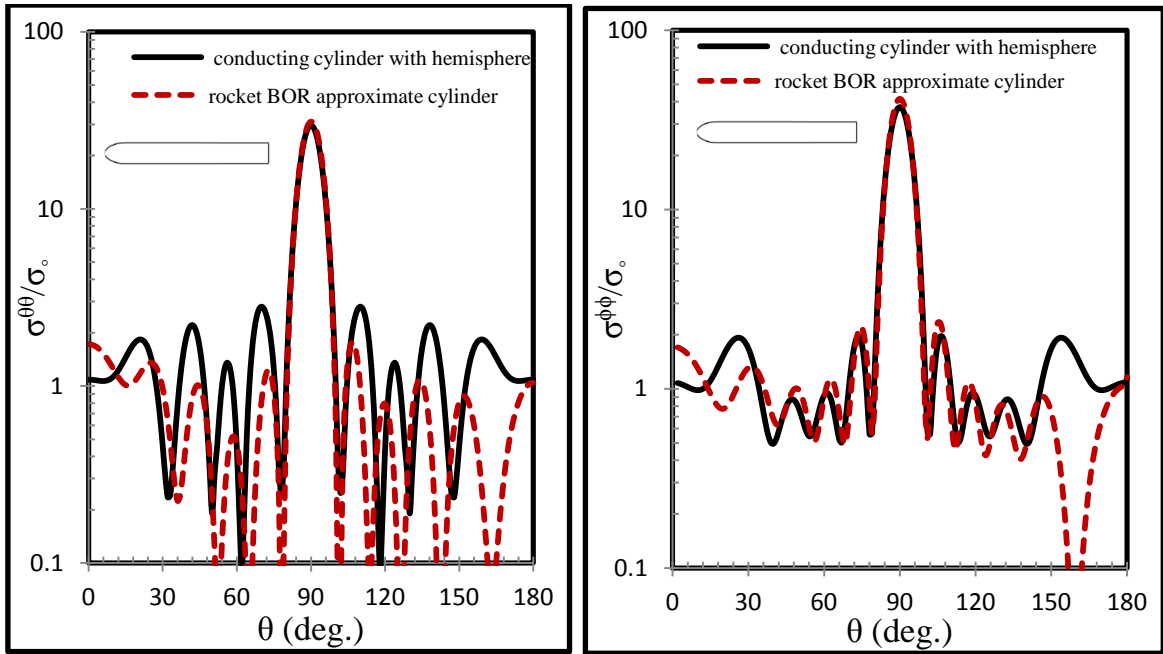 100
conducting cylinder with hemisphere
rocket BOR approximate cylinder
10
1
0.1
σ^θθ/σ∘
0 30 60 90 120 150 180
θ (deg.)
100
conducting cylinder with hemisphere
rocket BOR approximate cylinder
10
1
0.1
σ^ϕϕ/σ∘
0 30 60 90 120 150 180
θ (deg.)